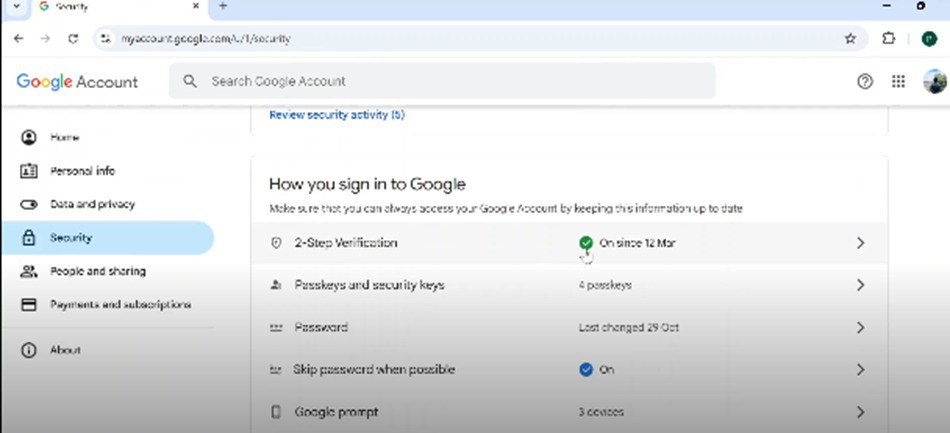 Security
myaccount.google.com/u/1/security
Google Account
Search Google Account
Review security activity (5)
Home
Personal info
Data and privacy
Security
People and sharing
Payments and subscriptions
About
How you sign in to Google
Make sure that you can always access your Google Account by keeping this information up to date
2-Step Verification On since 12 Mar
Passkeys and security keys 4 passkeys
Password Last changed 29 Oct
Skip password when possible On
Google prompt 3 devices